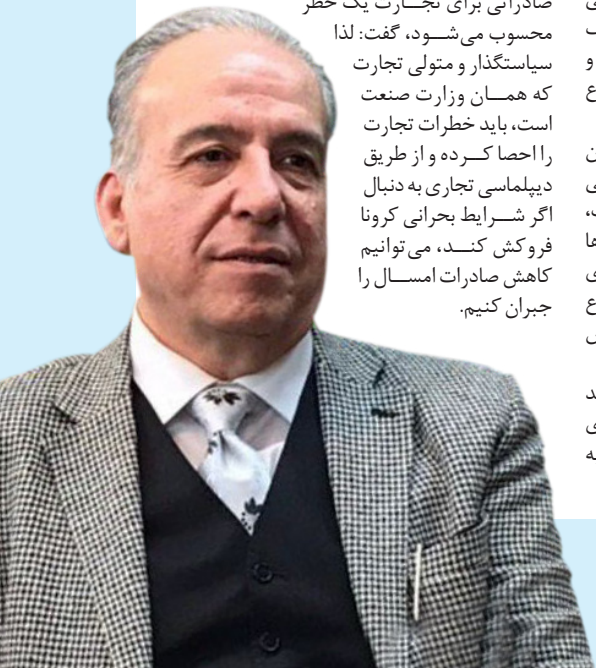 صادراتی برای تجارت یک خطر
محسوب می‌شود، گفت: لذا
سیاستگذار و متولی تجارت
که همان وزارت صنعت
است، باید خطرات تجارت
را احصا کرده و از طریق
دیپلماسی تجاری به دنبال
اگر شرایط بحرانی کرونا
فروکش کند، می‌توانیم
کاهش صادرات امسال را
جبران کنیم.